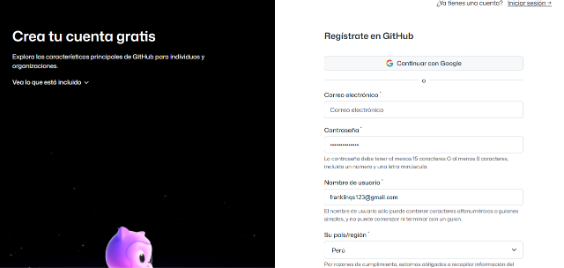 ¿Ya tienes una cuenta? Iniciar sesión →
Crea tu cuenta gratis
Explora las características principales de GitHub para individuos y
organizaciones.
Vea lo que está incluido
Regístrate en GitHub
Continuar con Google
o
Correo electrónico *
Correo electrónico
Contraseña *
La contraseña debe tener al menos 15 caracteres O al menos 8 caracteres,
incluido un número y una letra minúscula.
Nombre de usuario *
franklinqs123@gmail.com
El nombre de usuario solo puede contener caracteres alfanuméricos o guiones
simples, y no puede comenzar ni terminar con un guion.
Su país/región *
Perú
Por razones de cumplimiento, estamos obligados a recopilar información del